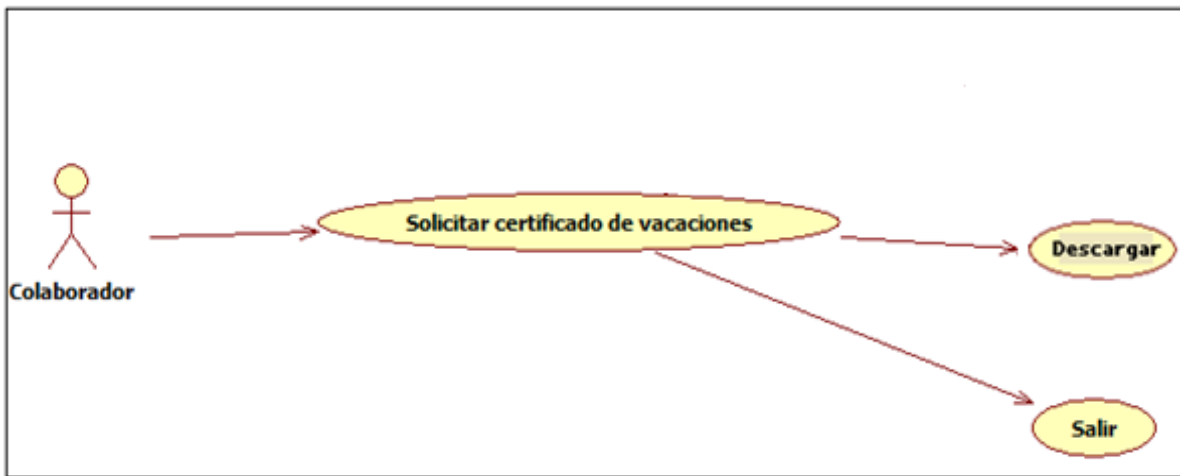 Solicitar certificado de vacaciones
Descargar
Colaborador
Salir